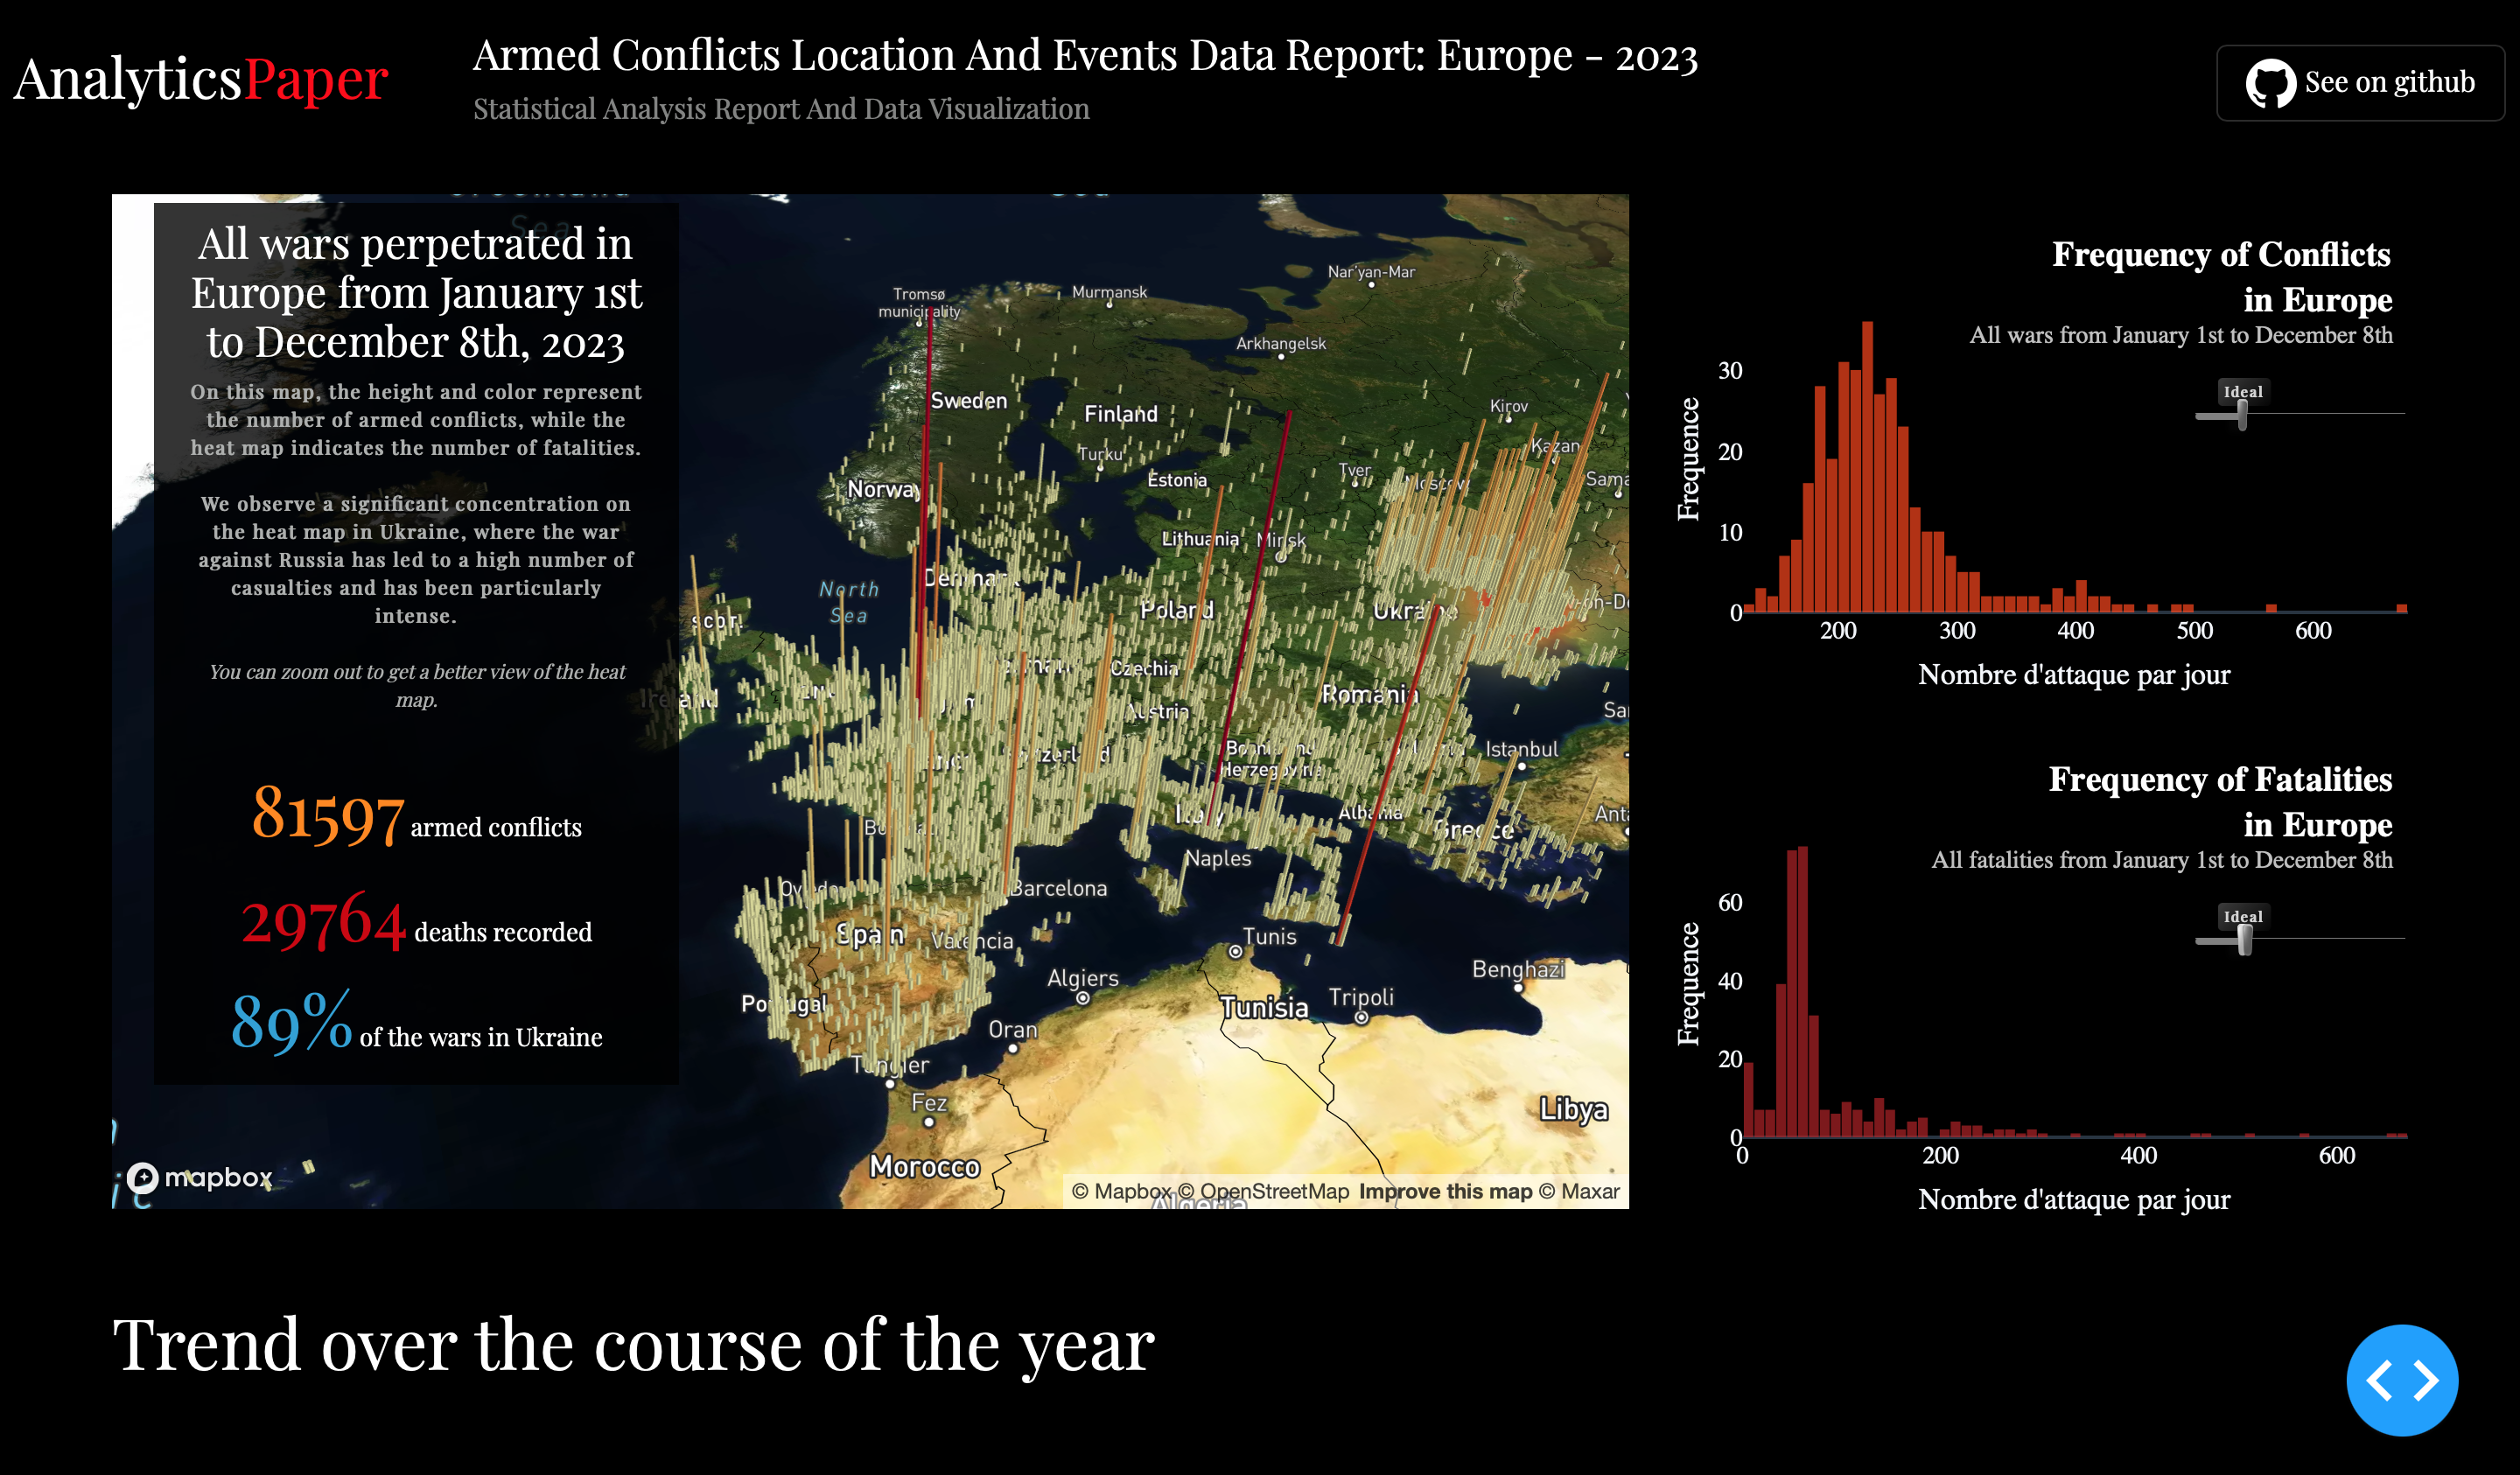 AnalyticsPaper
Armed Conflicts Location And Events Data Report: Europe - 2023
Statistical Analysis Report And Data Visualization
See on github
Sea
All wars perpetrated in
Europe from January 1st
to December 8th, 2023
On this map, the height and color represent
the number of armed conflicts, while the
heat map indicates the number of fatalities.
We observe a significant concentration on
the heat map in Ukraine, where the war
against Russia has led to a high number of
casualties and has been particularly
intense.
You can zoom out to get a better view of the heat
map.
81597 armed conflicts
29764 deaths recorded
89% of the wars in Ukraine
Nar'yan-Mar
Tromsø
municipality
Murmansk
Arkhangelsk
Sweden
Finland
Kirov
Turku
Kazan
Norway
Estonia
Tver
Moscow
Lithuania
Minsk
Denmark
North
Sea
Poland
Ukraine
Czechia
Romania
Austria
Istanbul
Bosnia and
Herzegovina
Italy
Albania
Greece
Naples
Oviedo
Barcelona
Spain
Valencia
Tunis
Algiers
Benghazi
Portugal
Tunisia
Tripoli
Oran
Tangier
Fez
Libya
Morocco
Algeria
mapbox
© Mapbox © OpenStreetMap Improve this map © Maxar
Frequency of Conflicts
in Europe
All wars from January 1st to December 8th
Ideal
Frequence
30
20
10
0
200 300 400 500 600
Nombre d'attaque par jour
Frequency of Fatalities
in Europe
All fatalities from January 1st to December 8th
Ideal
Frequence
60
40
20
0
0 200 400 600
Nombre d'attaque par jour
Trend over the course of the year